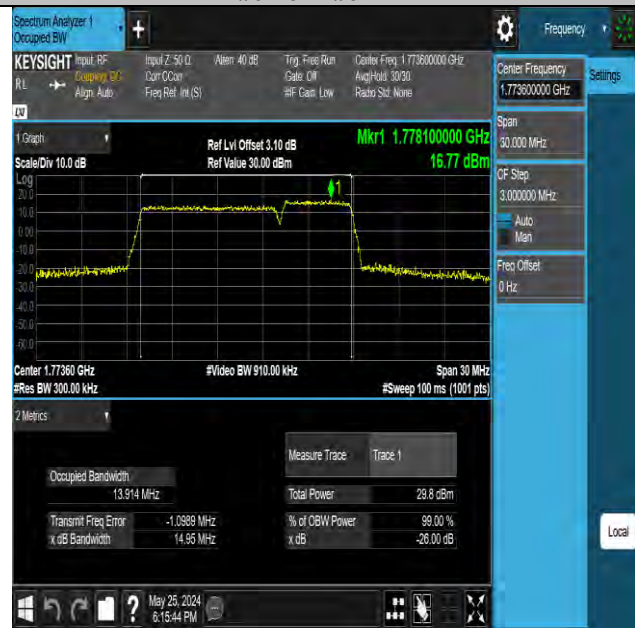 Spectrum Analyzer 1
Occupied BW
Frequency
KEYSIGHT
Input: RF
Coupling: DC
Align: Auto
Input Z: 50 Ω
Corr CCorr
Freq Ref: Int (S)
Atten: 40 dB
Trig: Free Run
Gate: Off
#IF Gain: Low
Center Freq: 1.773600000 GHz
Avg|Hold: 30/30
Radio Std: None
RL
LXI
Center Frequency
1.773600000 GHz
Settings
Span
30.000 MHz
CF Step
3.000000 MHz
Auto
Man
Freq Offset
0 Hz
1 Graph
Scale/Div 10.0 dB
Ref Lvl Offset 3.10 dB
Ref Value 30.00 dBm
Mkr1 1.778100000 GHz
16.77 dBm
Log
20.0
10.0
0.00
-10.0
-20.0
-30.0
-40.0
-50.0
-60.0
1
Center 1.77360 GHz
#Res BW 300.00 kHz
#Video BW 910.00 kHz
Span 30 MHz
#Sweep 100 ms (1001 pts)
2 Metrics
Measure Trace
Trace 1
Occupied Bandwidth
13.914 MHz
Total Power
29.8 dBm
Transmit Freq Error
-1.0989 MHz
% of OBW Power
99.00 %
x dB Bandwidth
14.95 MHz
x dB
-26.00 dB
Local
?
May 25, 2024
6:15:44 PM